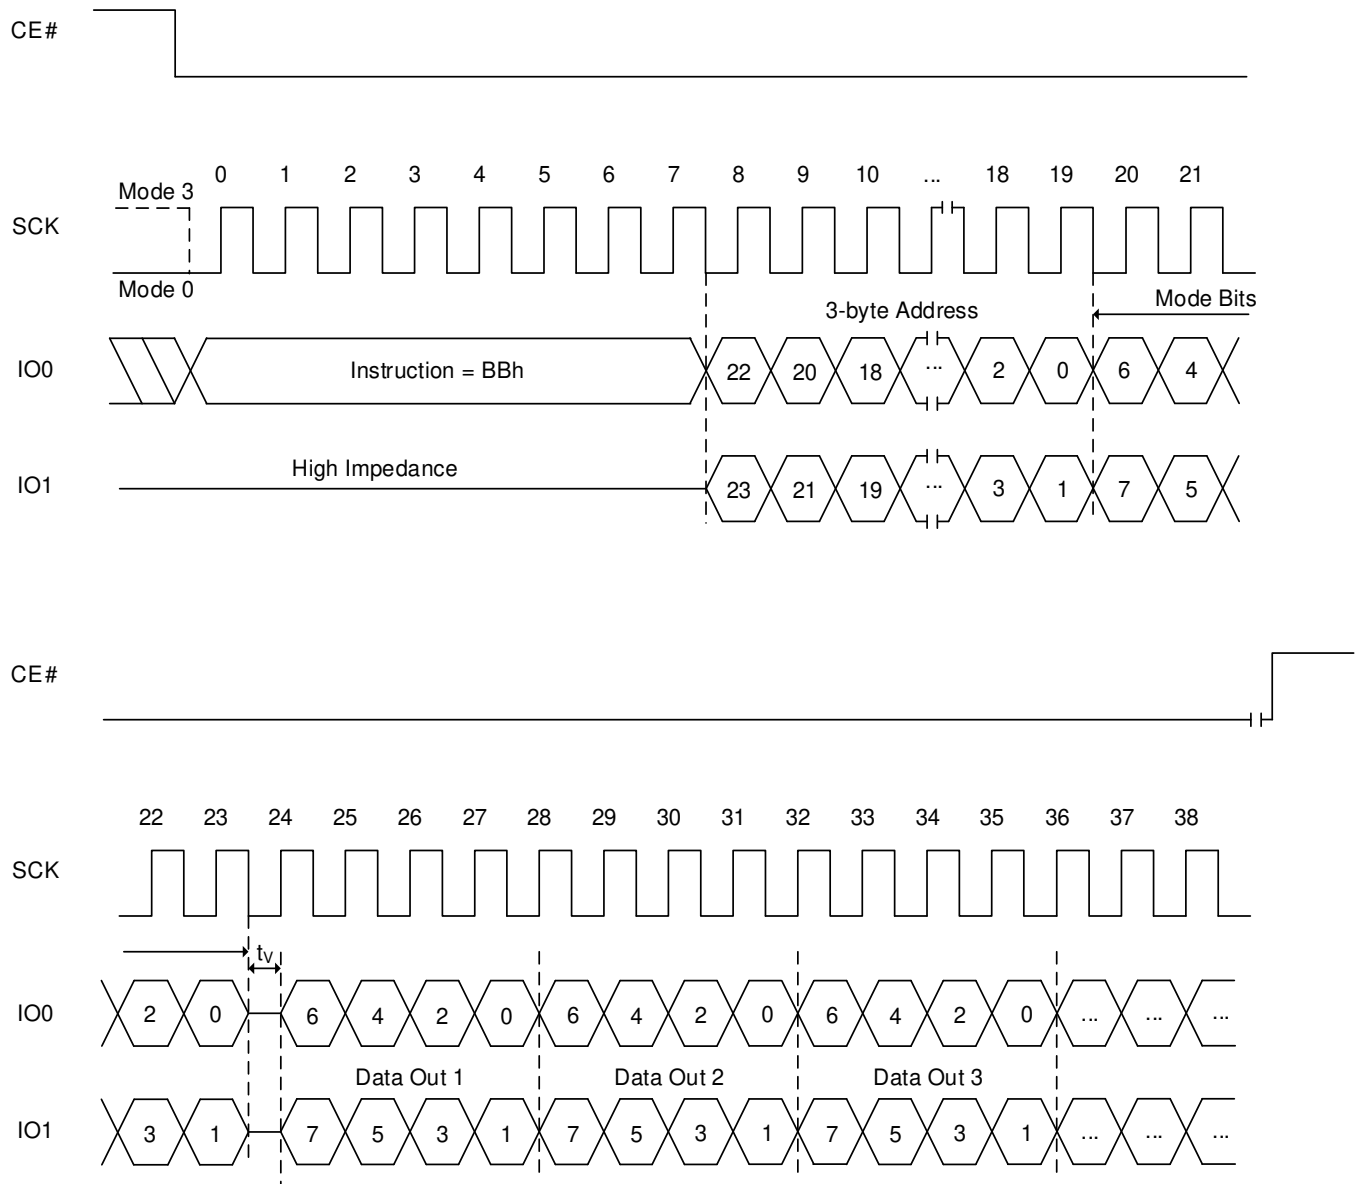 CE#
0 1 2 3 4 5 6 7 8 9 10 ... 18 19 20 21
Mode 3
SCK
Mode 0
3-byte Address
Mode Bits
IO0
Instruction = BBh
22 20 18 ... 2 0 6 4
High Impedance
IO1
23 21 19 ... 3 1 7 5
CE#
22 23 24 25 26 27 28 29 30 31 32 33 34 35 36 37 38
SCK
tV
IO0
2 0 6 4 2 0 6 4 2 0 6 4 2 0 ... ... ...
Data Out 1 Data Out 2 Data Out 3
IO1
3 1 7 5 3 1 7 5 3 1 7 5 3 1 ... ... ...